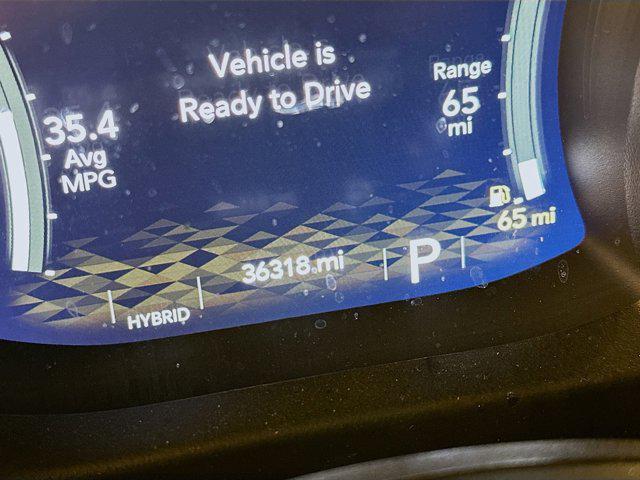 Vehicle is
Ready to Drive
35.4
Avg
MPG
Range
65
mi
65 mi
36318 mi
P
HYBRID